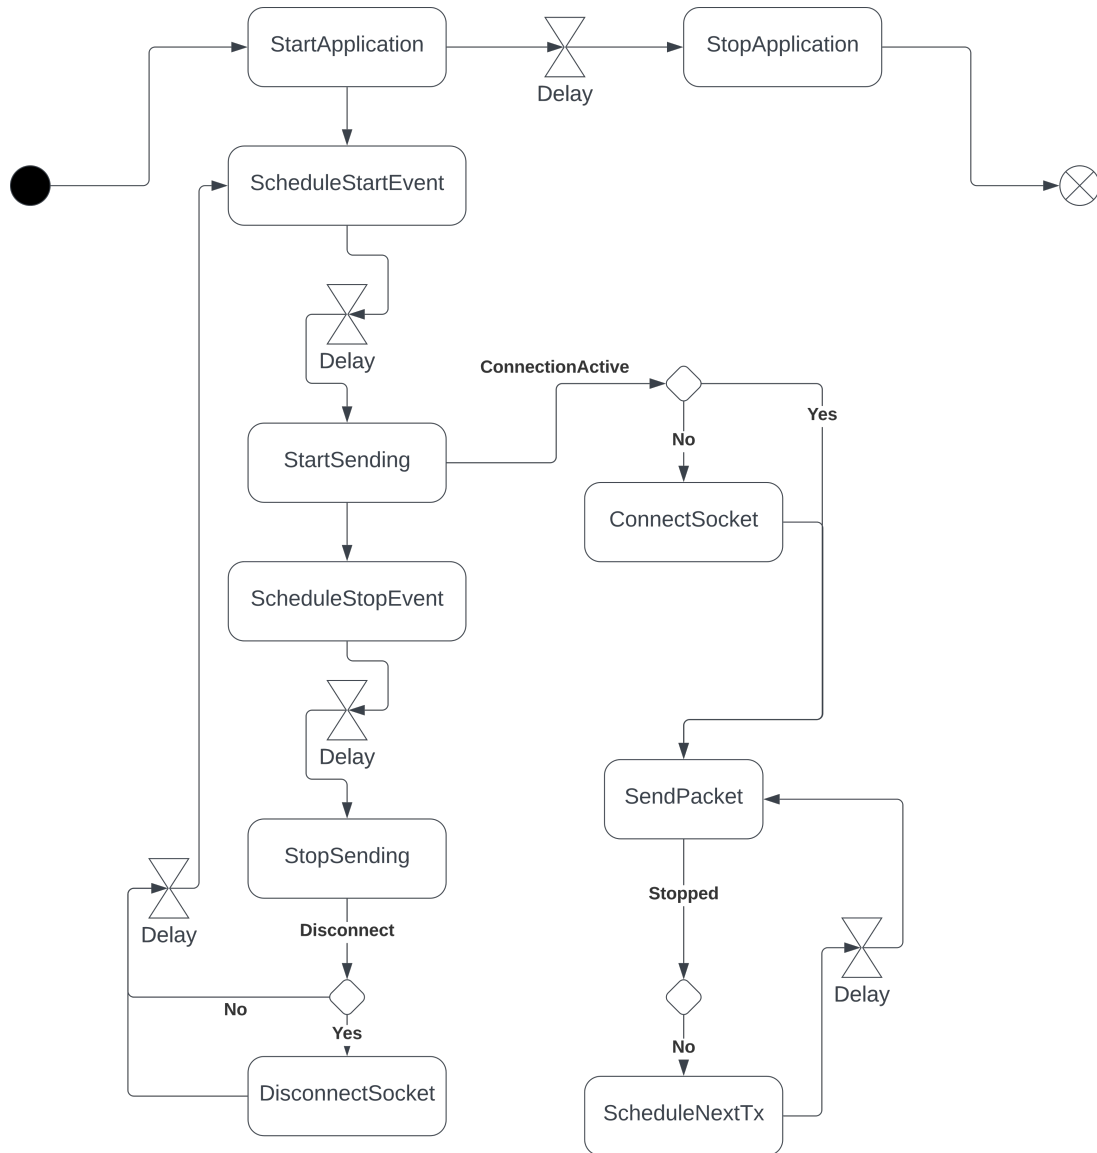 StartApplication
StopApplication
Delay
ScheduleStartEvent
Delay
ConnectionActive
Yes
No
StartSending
ConnectSocket
ScheduleStopEvent
Delay
SendPacket
StopSending
Stopped
Disconnect
Delay
Delay
No
Yes
No
DisconnectSocket
ScheduleNextTx